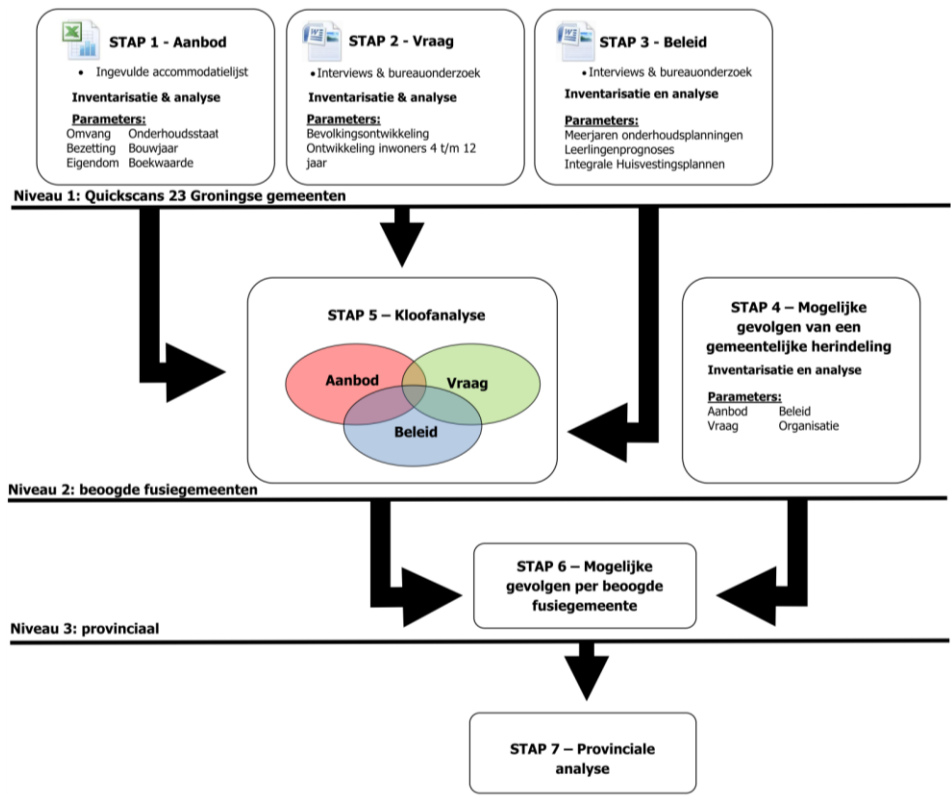 STAP 1 - Aanbod
• Ingevulde accommodatielijst
Inventarisatie & analyse
Parameters:
Omvang Onderhoudsstaat
Bezetting Bouwjaar
Eigendom Boekwaarde
STAP 2 - Vraag
• Interviews & bureauonderzoek
Inventarisatie & analyse
Parameters:
Bevolkingsontwikkeling
Ontwikkeling inwoners 4 t/m 12
jaar
STAP 3 - Beleid
• Interviews & bureauonderzoek
Inventarisatie en analyse
Parameters:
Meerjaren onderhoudsplanningen
Leerlingenprognoses
Integrale Huisvestingsplannen
Niveau 1: Quickscans 23 Groningse gemeenten
STAP 5 – Kloofanalyse
Aanbod
Vraag
Beleid
STAP 4 – Mogelijke
gevolgen van een
gemeentelijke herindeling
Inventarisatie en analyse
Parameters:
Aanbod Beleid
Vraag Organisatie
Niveau 2: beoogde fusiegemeenten
STAP 6 – Mogelijke
gevolgen per beoogde
fusiegemeente
Niveau 3: provinciaal
STAP 7 – Provinciale
analyse